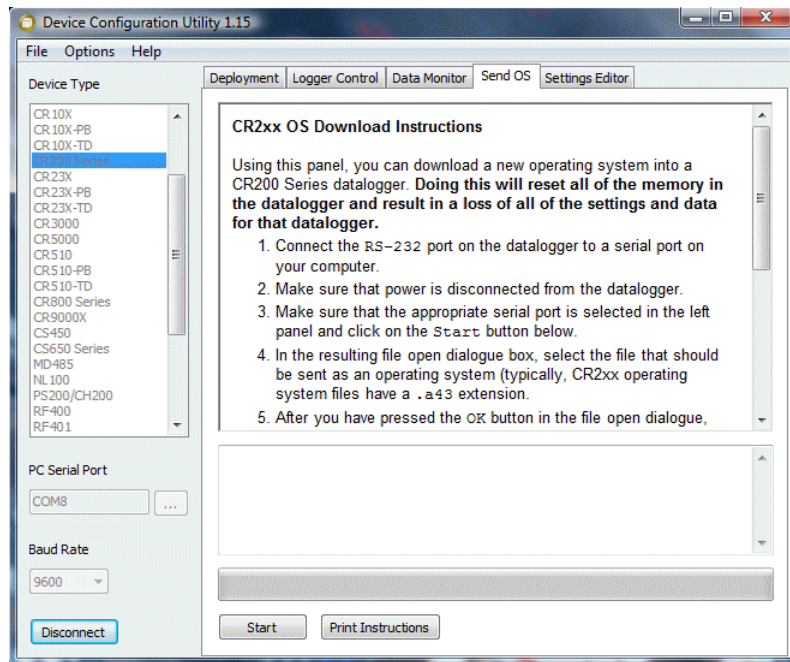 Device Configuration Utility 1.15
File Options Help
Device Type
CR10X
CR10X-PB
CR10X-TD
CR200 Series
CR23X
CR23X-PB
CR23X-TD
CR3000
CR5000
CR510
CR510-PB
CR510-TD
CR800 Series
CR9000X
CS450
CS650 Series
MD485
NL100
PS200/CH200
RF400
RF401
PC Serial Port
COM8
...
Baud Rate
9600
Disconnect
Deployment Logger Control Data Monitor Send OS Settings Editor
CR2xx OS Download Instructions
Using this panel, you can download a new operating system into a
CR200 Series datalogger. Doing this will reset all of the memory in
the datalogger and result in a loss of all of the settings and data
for that datalogger.
1. Connect the RS-232 port on the datalogger to a serial port on
your computer.
2. Make sure that power is disconnected from the datalogger.
3. Make sure that the appropriate serial port is selected in the left
panel and click on the Start button below.
4. In the resulting file open dialogue box, select the file that should
be sent as an operating system (typically, CR2xx operating
system files have a .a43 extension.
5. After you have pressed the OK button in the file open dialogue,
Start Print Instructions